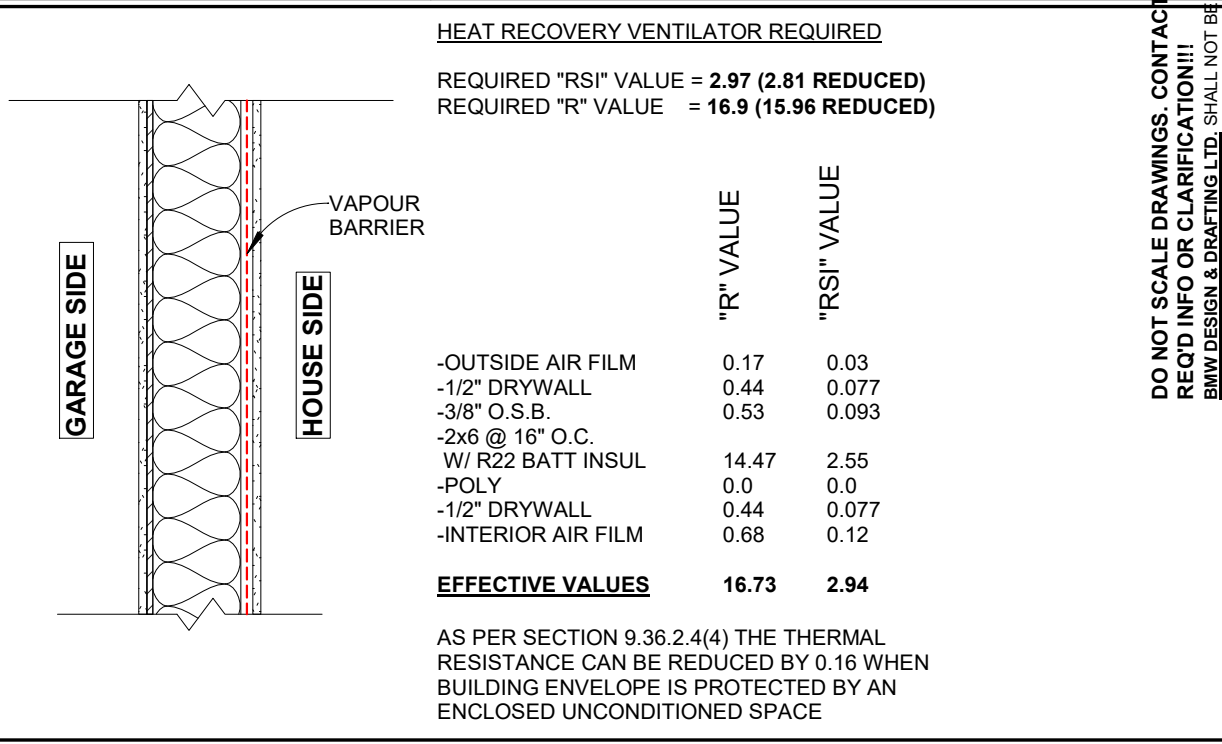 HEAT RECOVERY VENTILATOR REQUIRED
REQUIRED "RSI" VALUE = 2.97 (2.81 REDUCED)
REQUIRED "R" VALUE = 16.9 (15.96 REDUCED)
VAPOUR
BARRIER
GARAGE SIDE
HOUSE SIDE
"R" VALUE
"RSI" VALUE
-OUTSIDE AIR FILM 0.17 0.03
-1/2" DRYWALL 0.44 0.077
-3/8" O.S.B. 0.53 0.093
-2x6 @ 16" O.C.
W/ R22 BATT INSUL 14.47 2.55
-POLY 0.0 0.0
-1/2" DRYWALL 0.44 0.077
-INTERIOR AIR FILM 0.68 0.12
EFFECTIVE VALUES 16.73 2.94
AS PER SECTION 9.36.2.4(4) THE THERMAL
RESISTANCE CAN BE REDUCED BY 0.16 WHEN
BUILDING ENVELOPE IS PROTECTED BY AN
ENCLOSED UNCONDITIONED SPACE
DO NOT SCALE DRAWINGS. CONTACT
REQ'D INFO OR CLARIFICATION!!!
BMW DESIGN & DRAFTING LTD. SHALL NOT BE